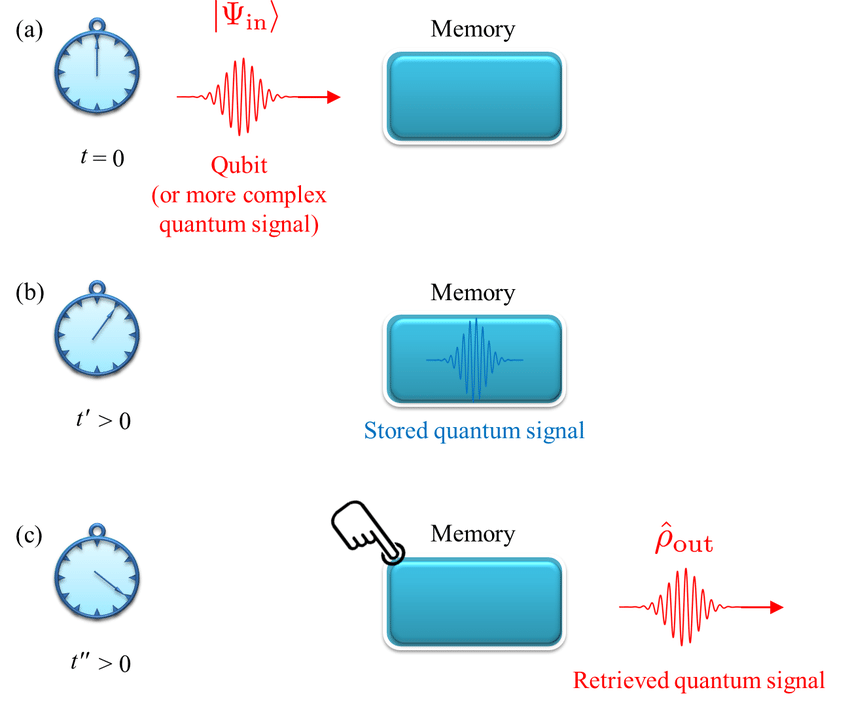 (a)
|Ψin⟩
Memory
t = 0
Qubit
(or more complex
quantum signal)
(b)
Memory
t′ > 0
Stored quantum signal
(c)
Memory
ρ̂out
t″ > 0
Retrieved quantum signal